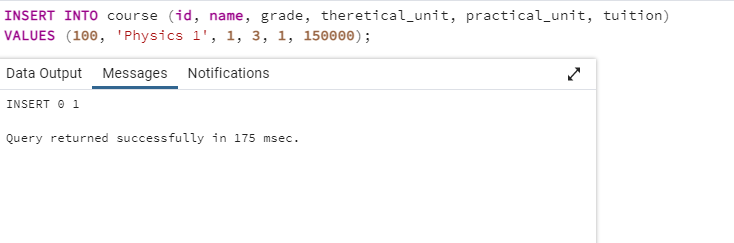 INSERT INTO course (id, name, grade, theretical_unit, practical_unit, tuition)
VALUES (100, 'Physics 1', 1, 3, 1, 150000);
Data Output Messages Notifications
INSERT 0 1
Query returned successfully in 175 msec.